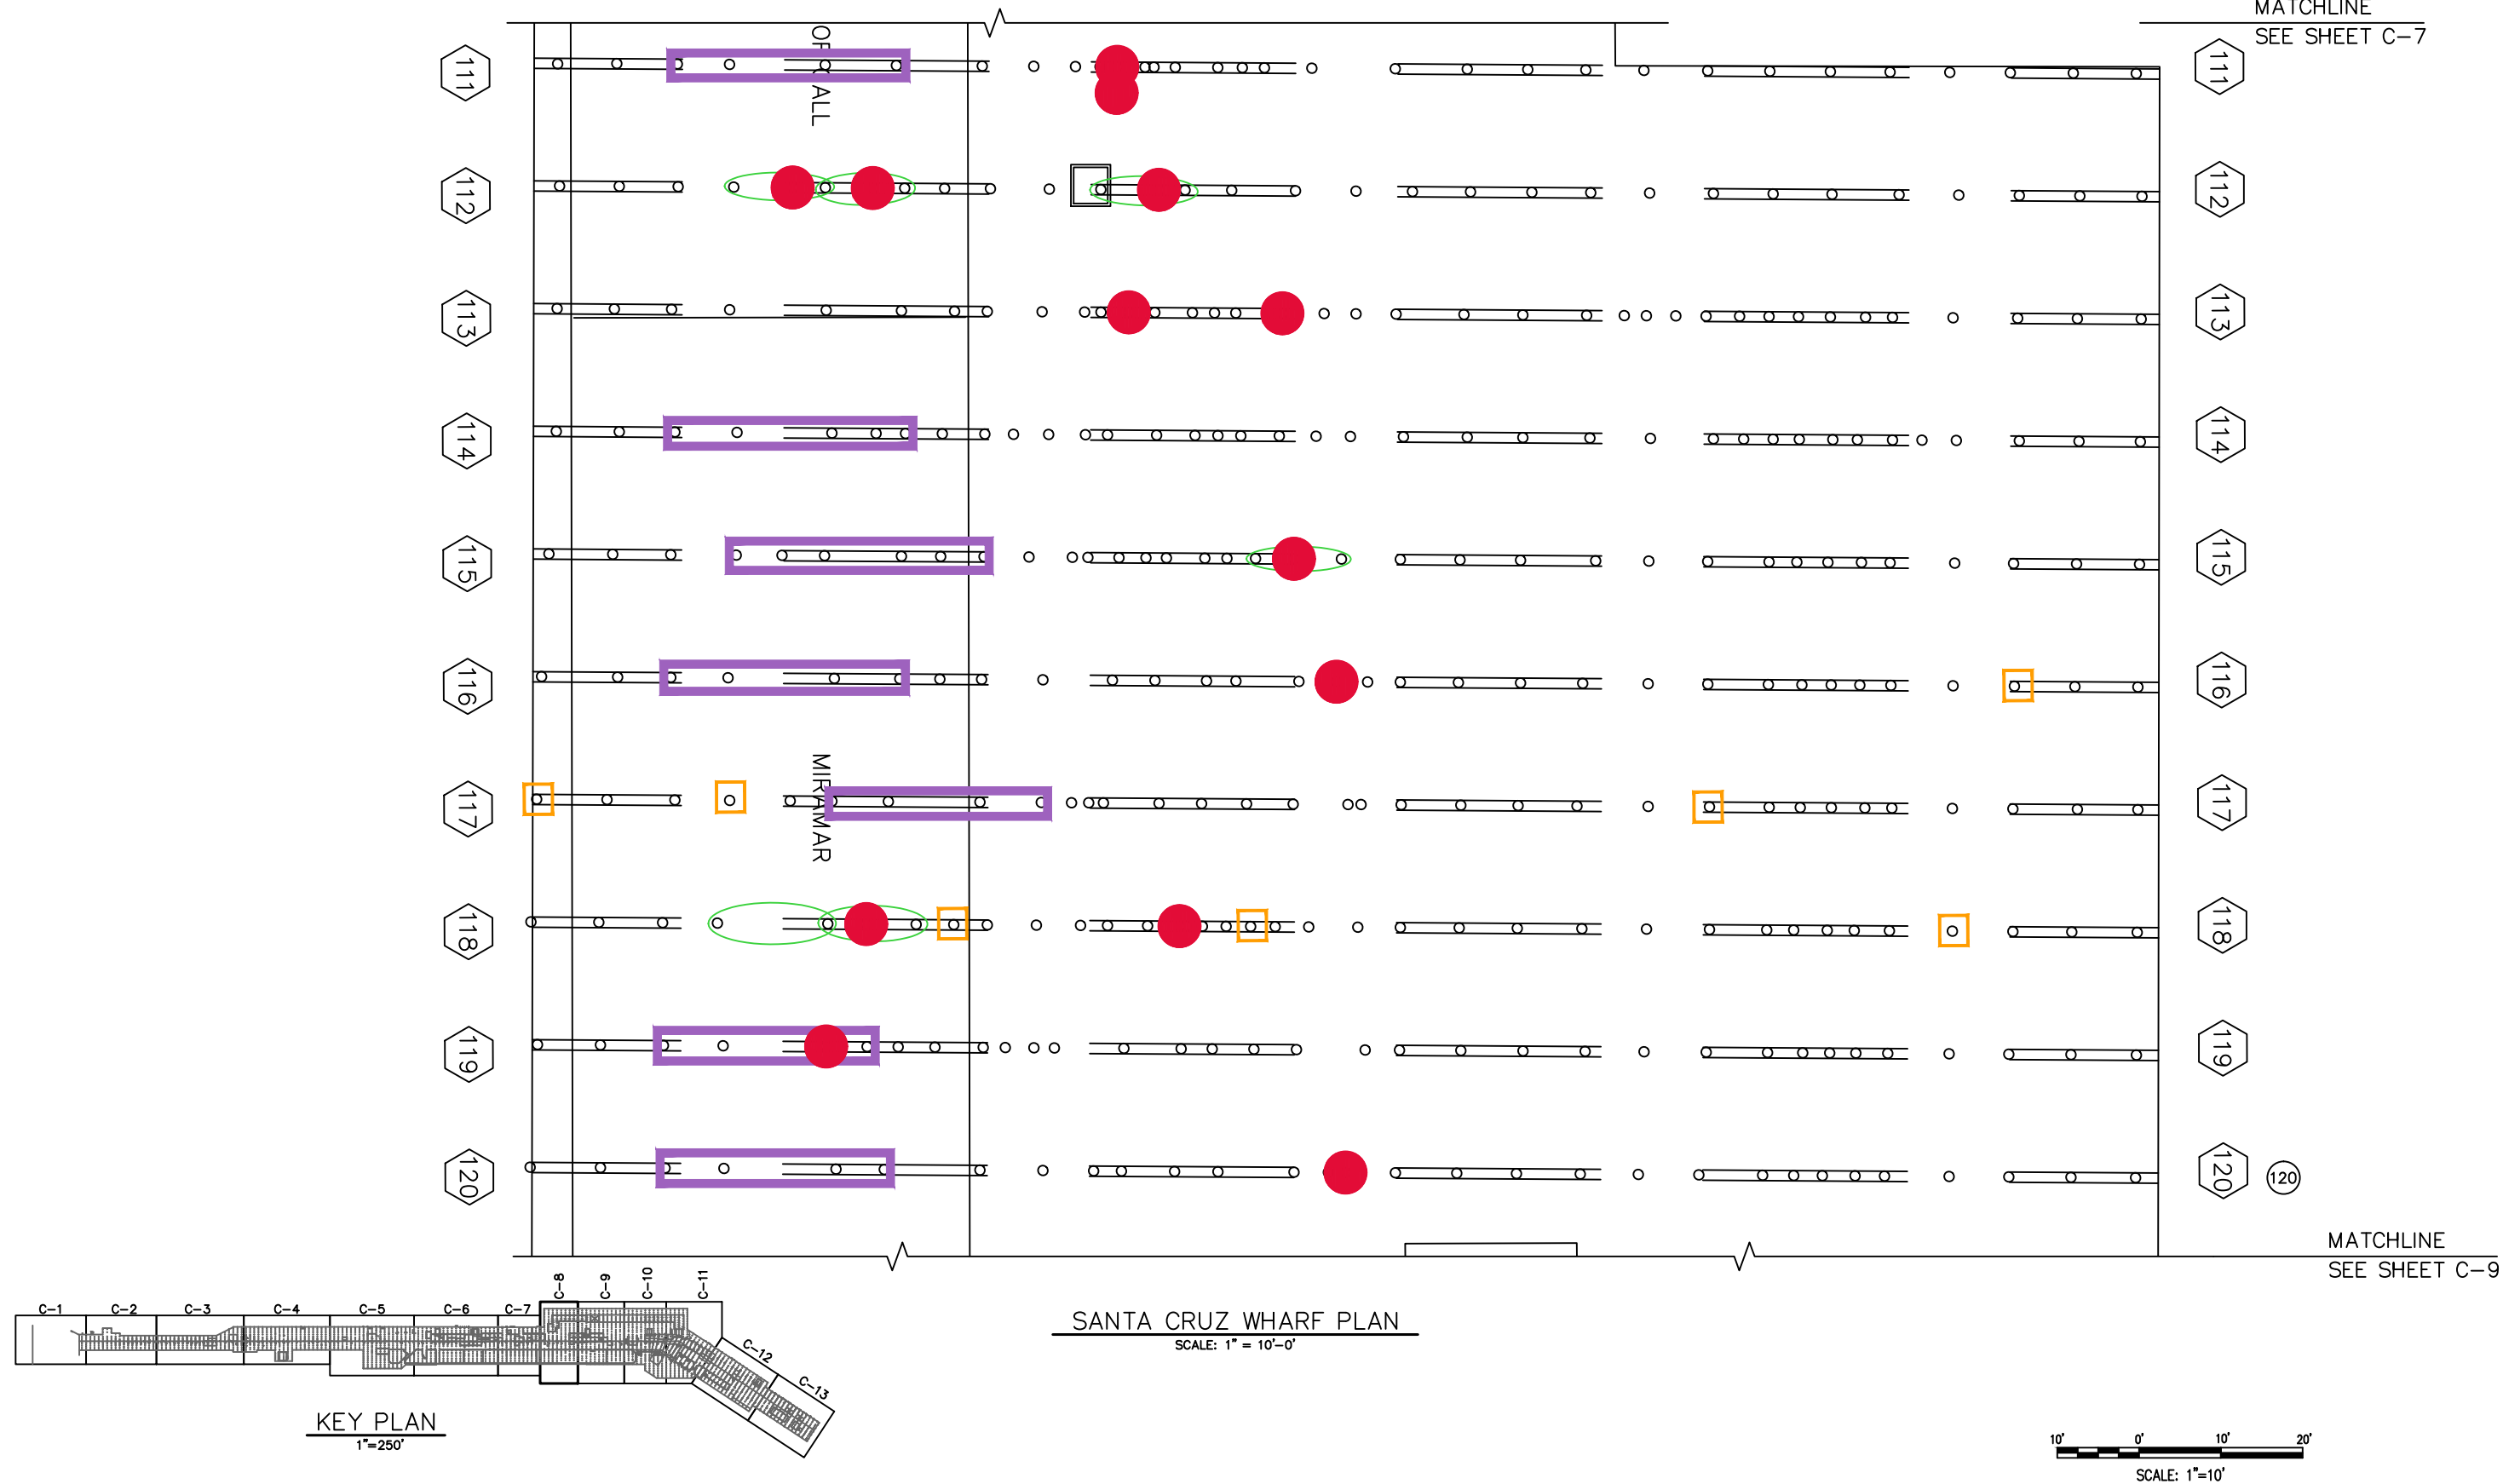 MATCHLINE
SEE SHEET C-7
111
111
112
112
113
113
114
114
115
115
116
116
MIRAMAR
117
117
118
118
119
119
120
120
120
MATCHLINE
SEE SHEET C-9
C-1
C-2
C-3
C-4
C-5
C-6
C-7
C-8
C-9
C-10
C-11
C-12
C-13
KEY PLAN
1"=250'
SANTA CRUZ WHARF PLAN
SCALE: 1" = 10'-0'
10'
0'
10'
20'
SCALE: 1"=10'